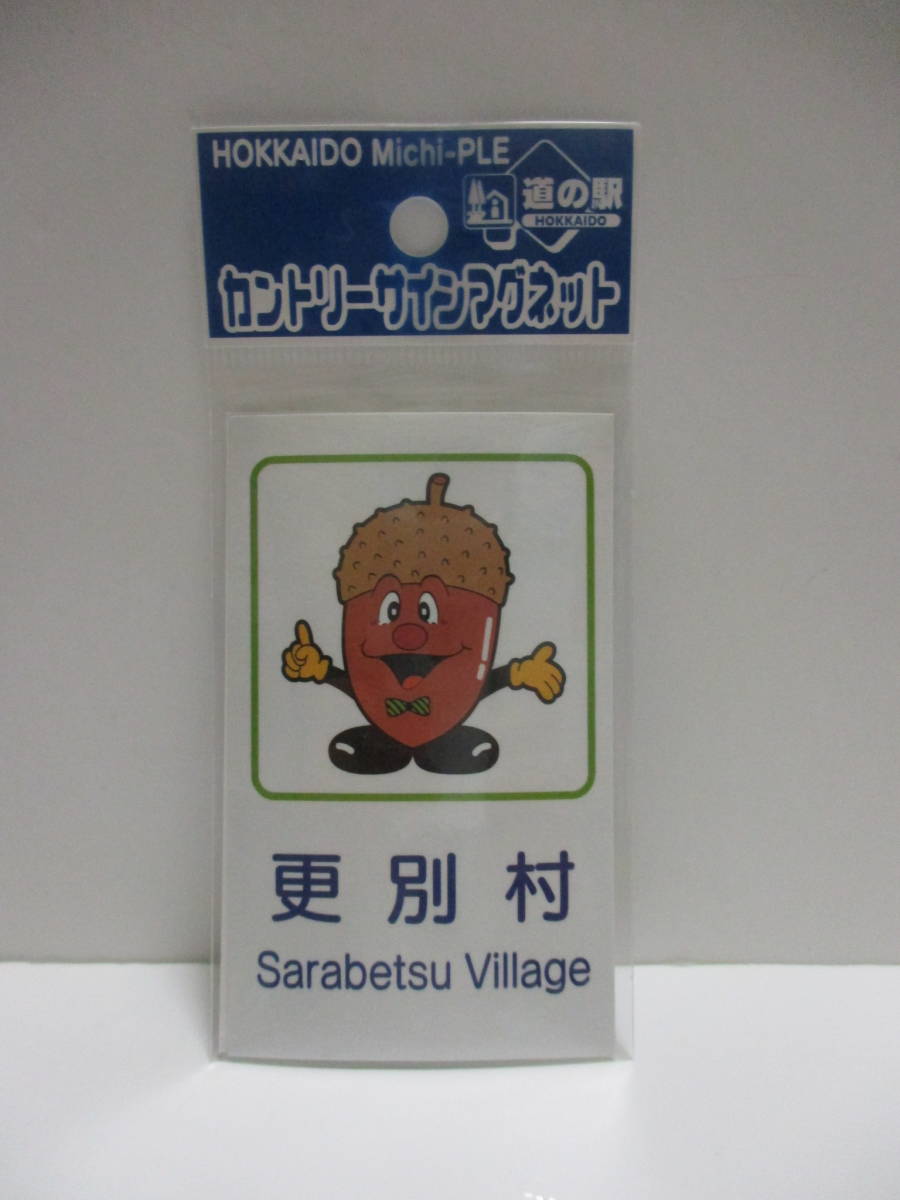 HOKKAIDO Michi-PLE
道の駅
HOKKAIDO
カントリーサインマグネット
更別村
Sarabetsu Village